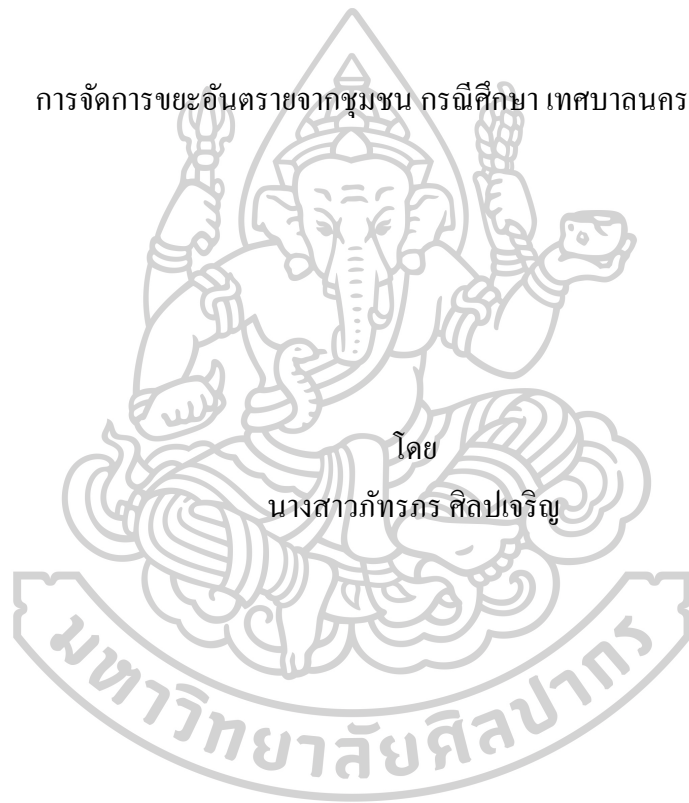 การจัดการขยะอันตรายจากชุมชน กรณีศึกษา เทศบาลนคร
โดย
นางสาวภัทรภร ศิลปเจริญ
มหาวิทยาลัยศิลปากร